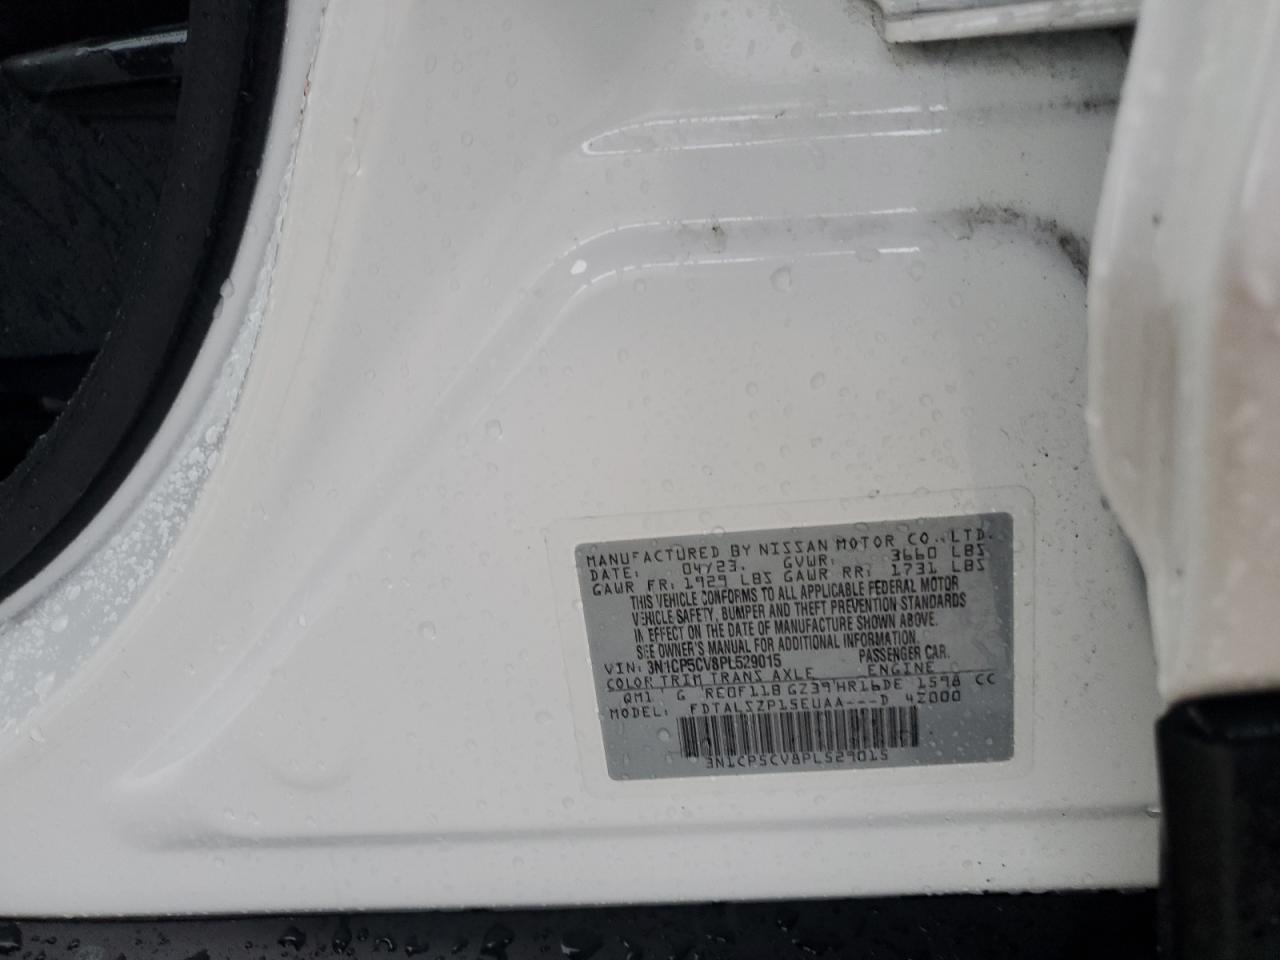 MANUFACTURED BY NISSAN MOTOR CO., LTD.
DATE: 04/23. GVWR: 3660 LBS
GAWR FR: 1929 LBS GAWR RR: 1731 LBS
THIS VEHICLE CONFORMS TO ALL APPLICABLE FEDERAL MOTOR
VEHICLE SAFETY, BUMPER AND THEFT PREVENTION STANDARDS
IN EFFECT ON THE DATE OF MANUFACTURE SHOWN ABOVE.
SEE OWNER'S MANUAL FOR ADDITIONAL INFORMATION.
VIN: 3N1CP5CV8PL529015 PASSENGER CAR.
COLOR TRIM TRANS AXLE ENGINE
QM1 G RE0F11B GZ39 HR16DE 1598 CC
MODEL: FDTALSZP15EUAA---D 4Z000
3N1CP5CV8PL529015